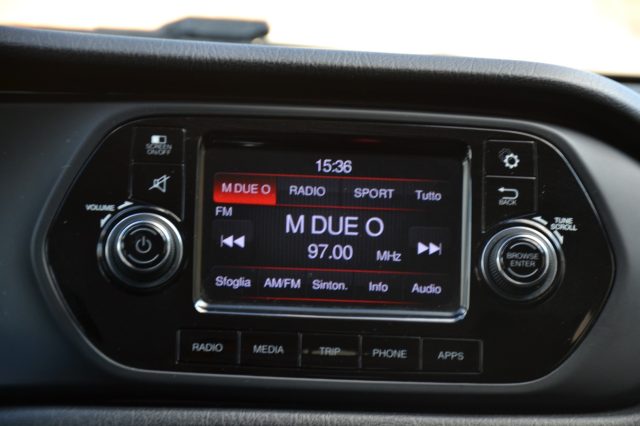 SCREEN
ON/OFF
VOLUME
15:36
M DUE O RADIO SPORT Tutto
FM
M DUE O
97.00 MHz
Sfoglia AM/FM Sinton. Info Audio
BACK
TUNE
SCROLL
BROWSE
ENTER
RADIO MEDIA TRIP PHONE APPS